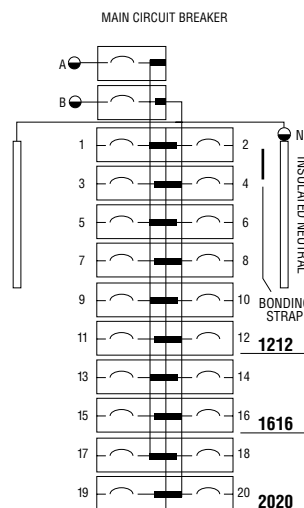 MAIN CIRCUIT BREAKER
A
B
N
1 2
3 4
5 6
7 8
9 10
11 12 1212
13 14
15 16 1616
17 18
19 20 2020
INSULATED NEUTRAL
BONDING
STRAP